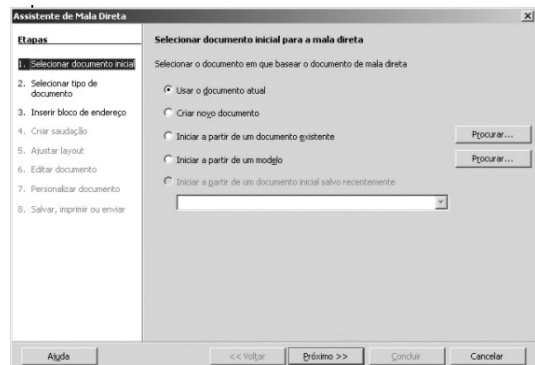 Assistente de Mala Direta
Etapas
1. Selecionar documento inicial
2. Selecionar tipo de
documento
3. Inserir bloco de endereço
4. Criar saudação
5. Ajustar layout
6. Editar documento
7. Personalizar documento
8. Salvar, imprimir ou enviar
Selecionar documento inicial para a mala direta
Selecionar o documento em que basear o documento de mala direta
Usar o documento atual
Criar novo documento
Iniciar a partir de um documento existente
Procurar...
Iniciar a partir de um modelo
Procurar...
Iniciar a partir de um documento inicial salvo recentemente
Ajuda
<< Voltar
Próximo >>
Concluir
Cancelar